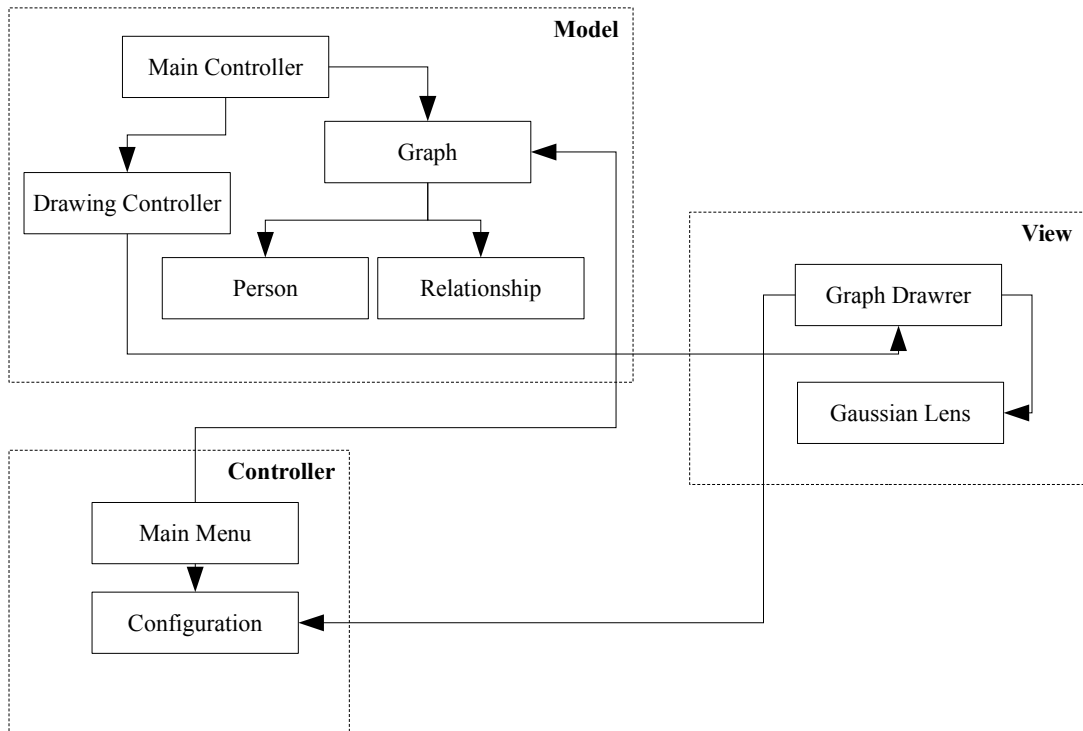 Model
Main Controller
Graph
Drawing Controller
Person
Relationship
View
Graph Drawrer
Gaussian Lens
Controller
Main Menu
Configuration